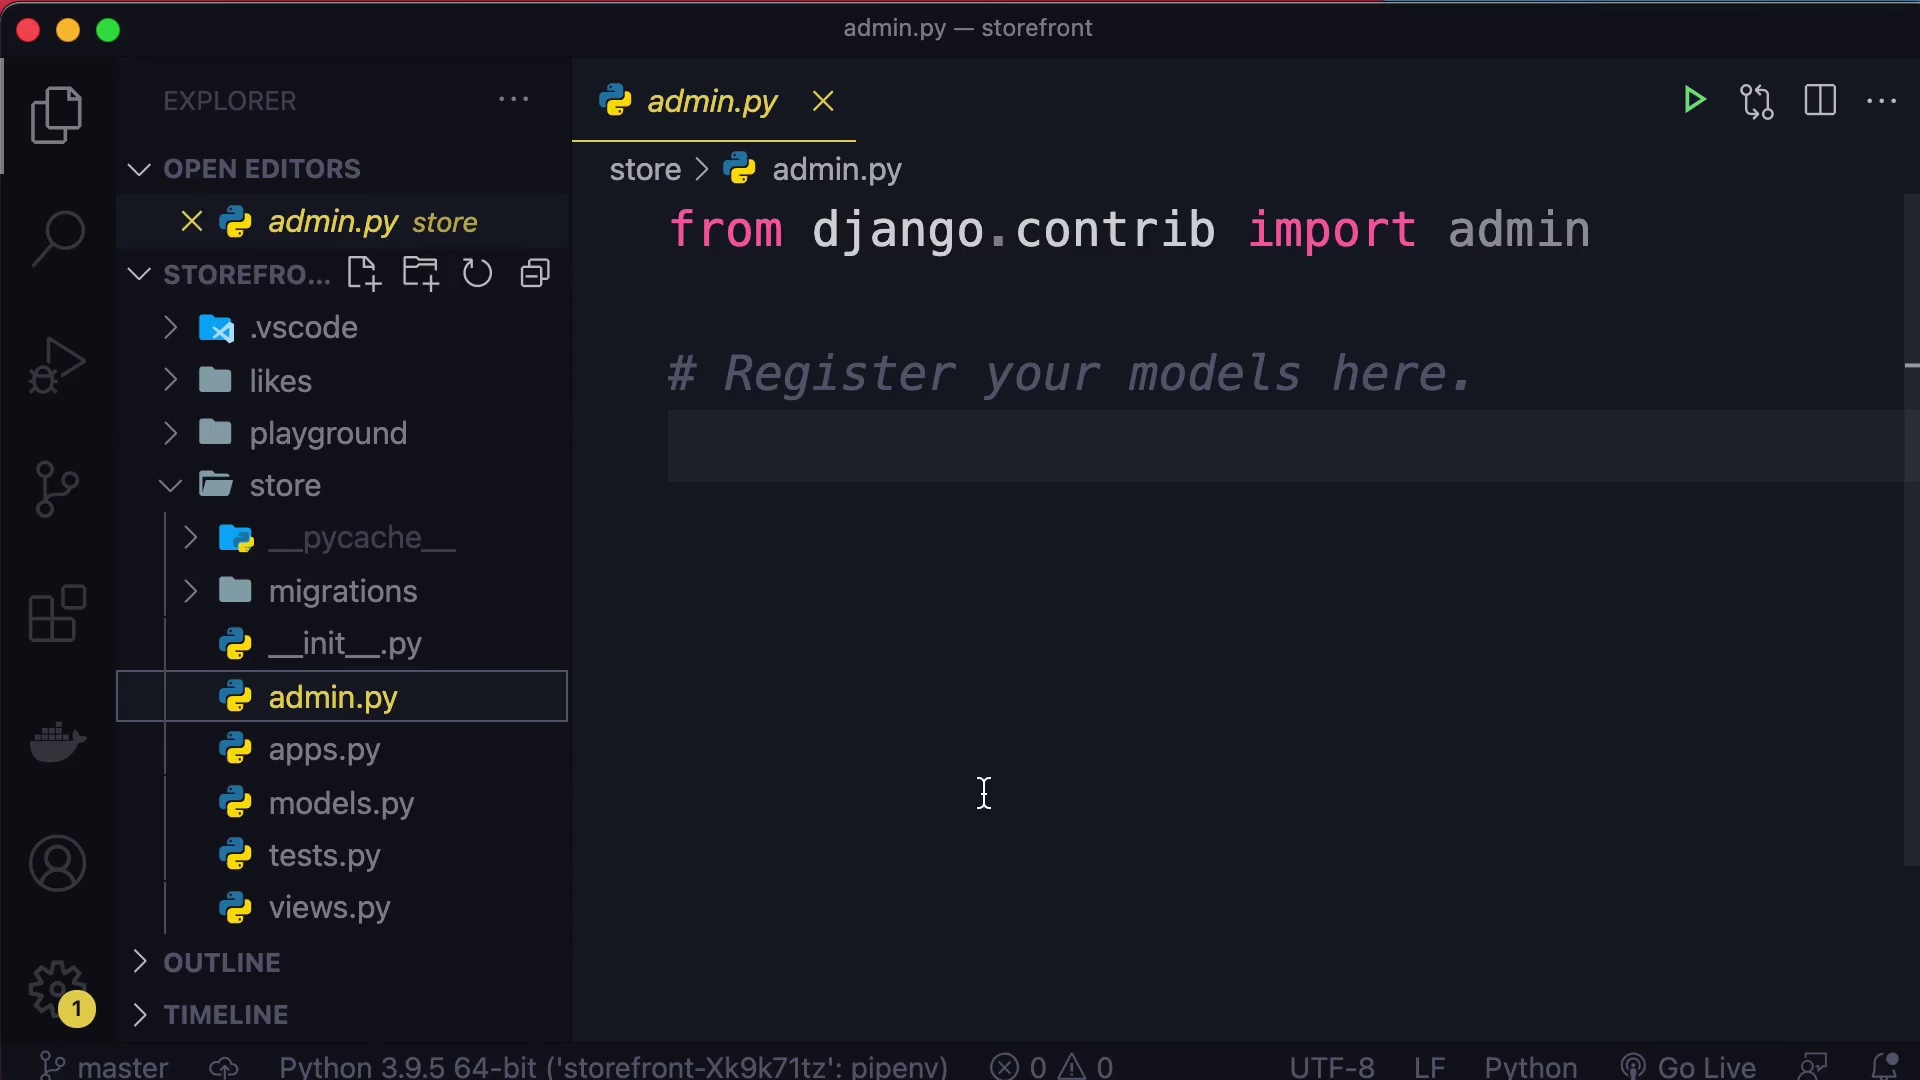 admin.py — storefront
EXPLORER
OPEN EDITORS
admin.py store
STOREFRO...
.vscode
likes
playground
store
__pycache__
migrations
__init__.py
admin.py
apps.py
models.py
tests.py
views.py
OUTLINE
TIMELINE
1
admin.py
store > admin.py
from django.contrib import admin
# Register your models here.
master
Python 3.9.5 64-bit ('storefront-Xk9k71tz': pipenv)
0
0
UTF-8
LF
Python
Go Live